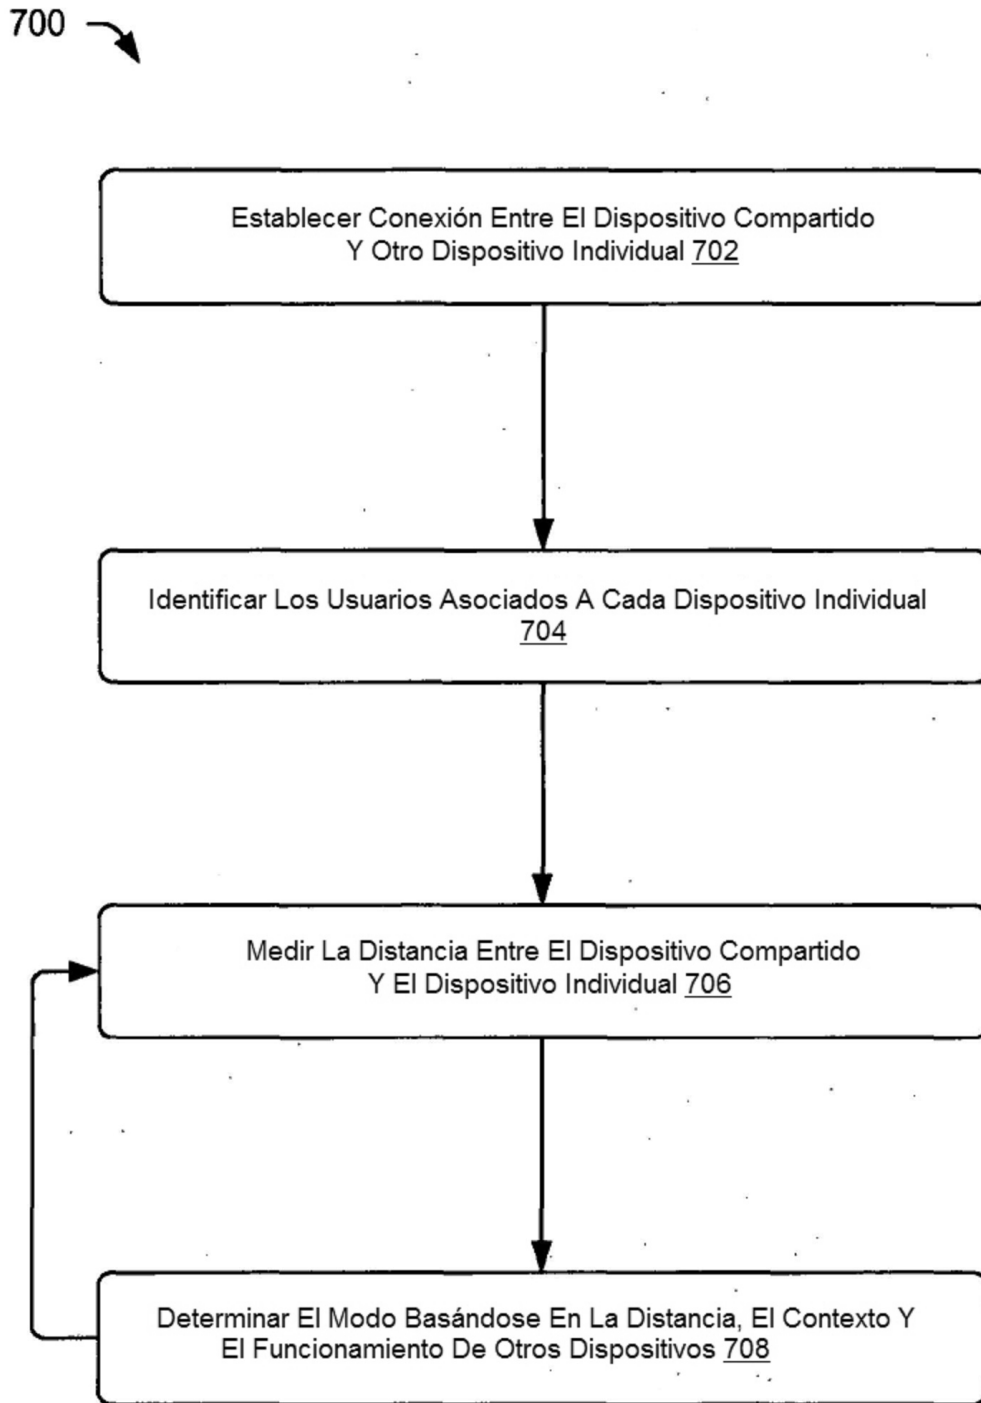 700
Establecer Conexión Entre El Dispositivo Compartido
Y Otro Dispositivo Individual 702
Identificar Los Usuarios Asociados A Cada Dispositivo Individual
704
Medir La Distancia Entre El Dispositivo Compartido
Y El Dispositivo Individual 706
Determinar El Modo Basándose En La Distancia, El Contexto Y
El Funcionamiento De Otros Dispositivos 708